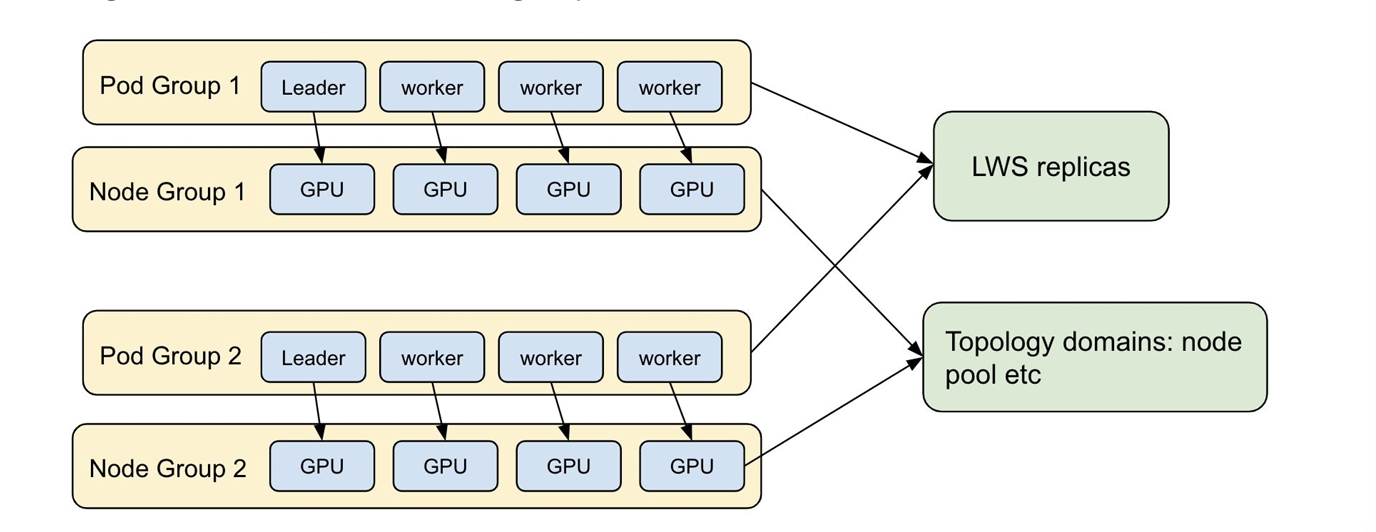 Pod Group 1
Leader
worker
worker
worker
Node Group 1
GPU
GPU
GPU
GPU
Pod Group 2
Leader
worker
worker
worker
Node Group 2
GPU
GPU
GPU
GPU
LWS replicas
Topology domains: node
pool etc